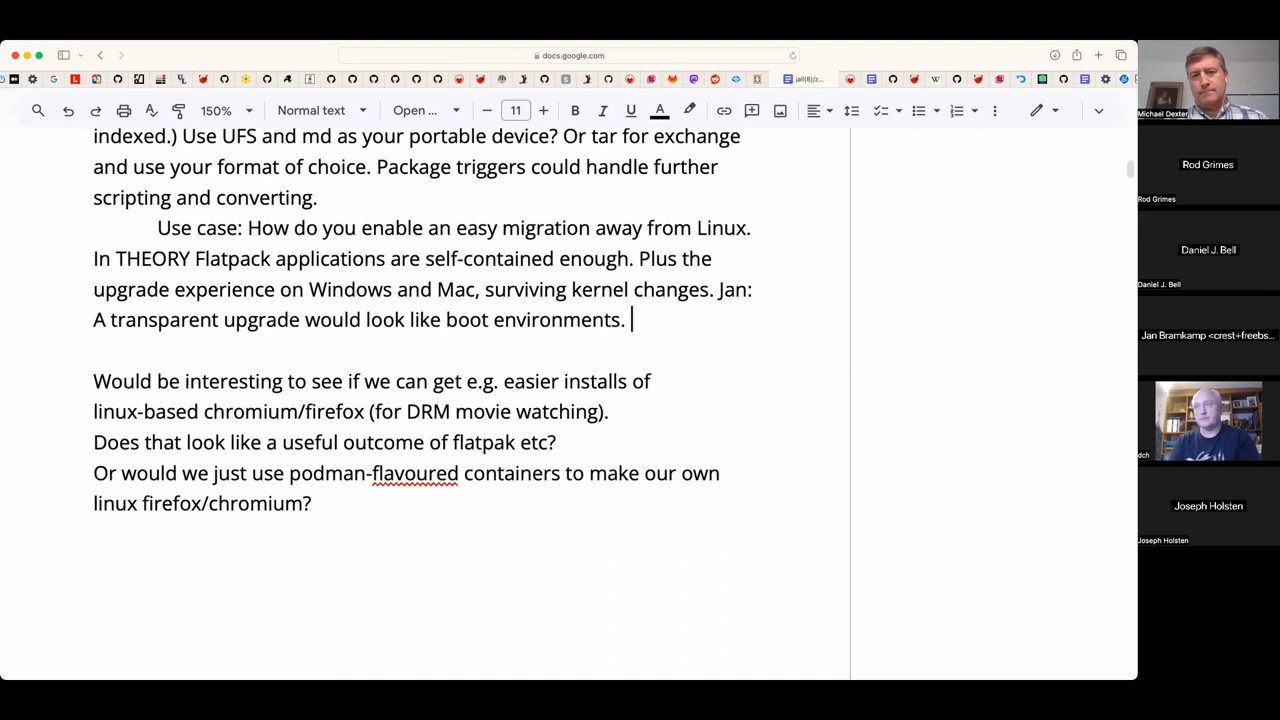 docs.google.com
jail(8)/z...
150%
Normal text
Open ...
11
indexed.) Use UFS and md as your portable device? Or tar for exchange
and use your format of choice. Package triggers could handle further
scripting and converting.
Use case: How do you enable an easy migration away from Linux.
In THEORY Flatpack applications are self-contained enough. Plus the
upgrade experience on Windows and Mac, surviving kernel changes. Jan:
A transparent upgrade would look like boot environments.
Would be interesting to see if we can get e.g. easier installs of
linux-based chromium/firefox (for DRM movie watching).
Does that look like a useful outcome of flatpak etc?
Or would we just use podman-flavoured containers to make our own
linux firefox/chromium?
Michael Dexter
Rod Grimes
Rod Grimes
Daniel J. Bell
Daniel J. Bell
Jan Bramkamp <crest+freebs...
dch
Joseph Holsten
Joseph Holsten